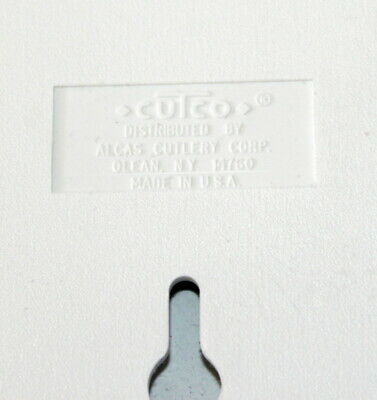 CUTCO ®
DISTRIBUTED BY
ALCAS CUTLERY CORP.
OLEAN, N.Y. 14760
MADE IN U.S.A.